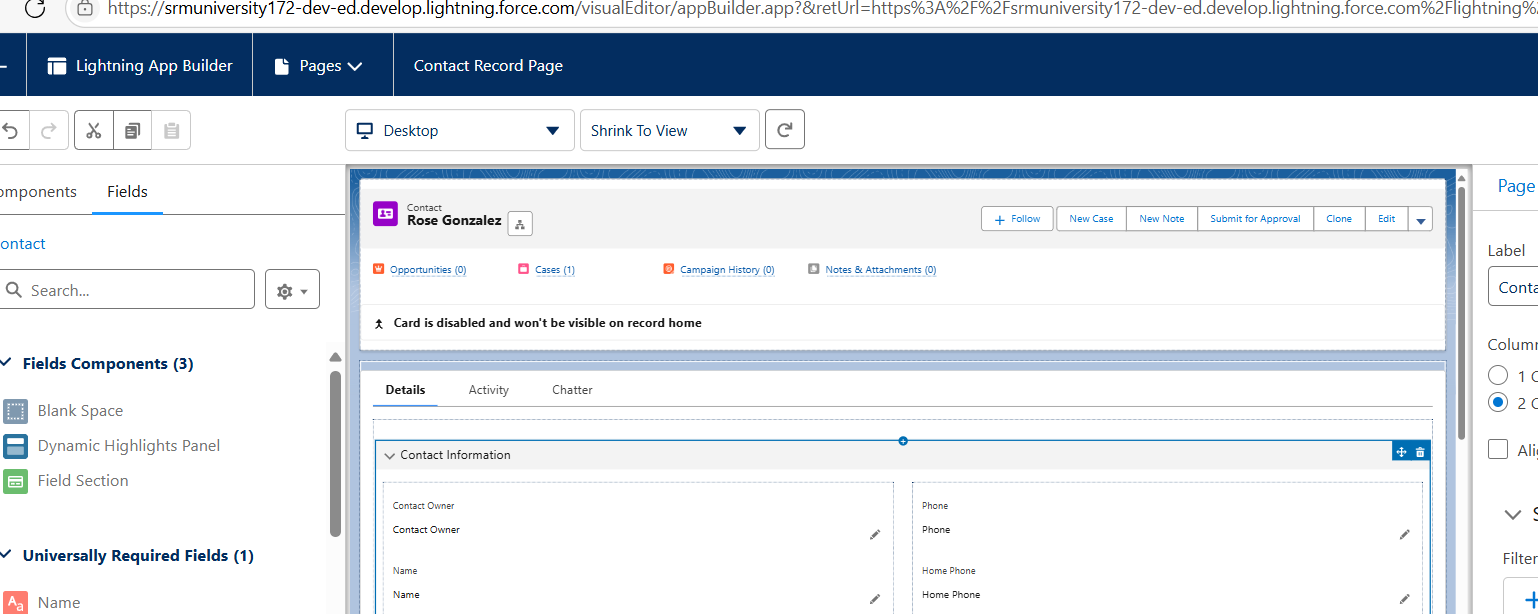 https://srmuniversity172-dev-ed.develop.lightning.force.com/visualEditor/appBuilder.app?&retUrl=https%3A%2F%2Fsrmuniversity172-dev-ed.develop.lightning.force.com%2Flightning%2
Lightning App Builder
Pages
Contact Record Page
Desktop
Shrink To View
omponents
Fields
ontact
Search...
Fields Components (3)
Blank Space
Dynamic Highlights Panel
Field Section
Universally Required Fields (1)
Aa
Name
Contact
Rose Gonzalez
Follow
New Case
New Note
Submit for Approval
Clone
Edit
Opportunities (0)
Cases (1)
Campaign History (0)
Notes & Attachments (0)
Card is disabled and won't be visible on record home
Details
Activity
Chatter
Contact Information
Contact Owner
Contact Owner
Name
Name
Phone
Phone
Home Phone
Home Phone
Page
Label
Conta
Column
1 C
2 C
Ali
S
Filter